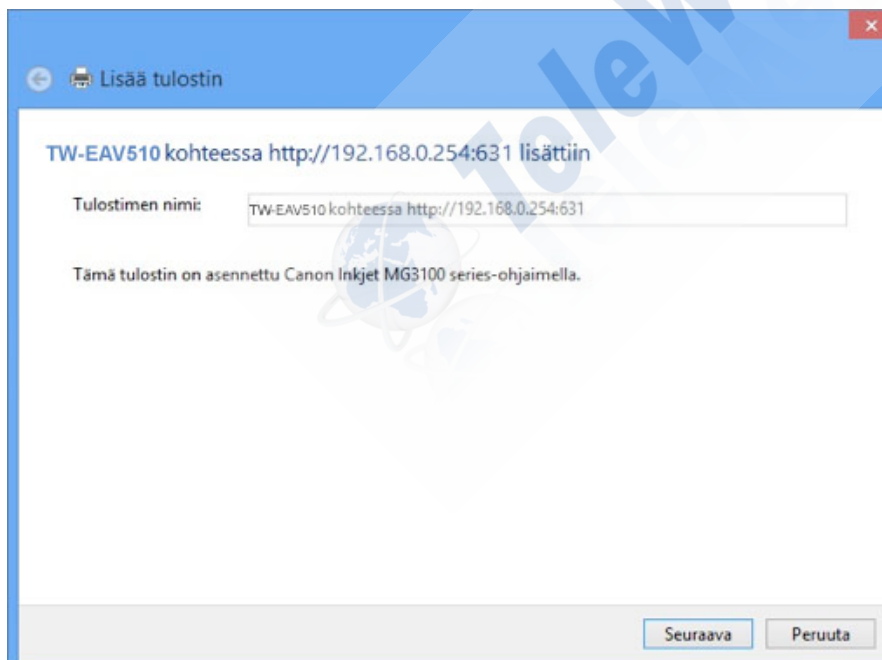 Lisää tulostin
TW-EAV510 kohteessa http://192.168.0.254:631 lisättiin
Tulostimen nimi: TW-EAV510 kohteessa http://192.168.0.254:631
Tämä tulostin on asennettu Canon Inkjet MG3100 series-ohjaimella.
Seuraava Peruuta